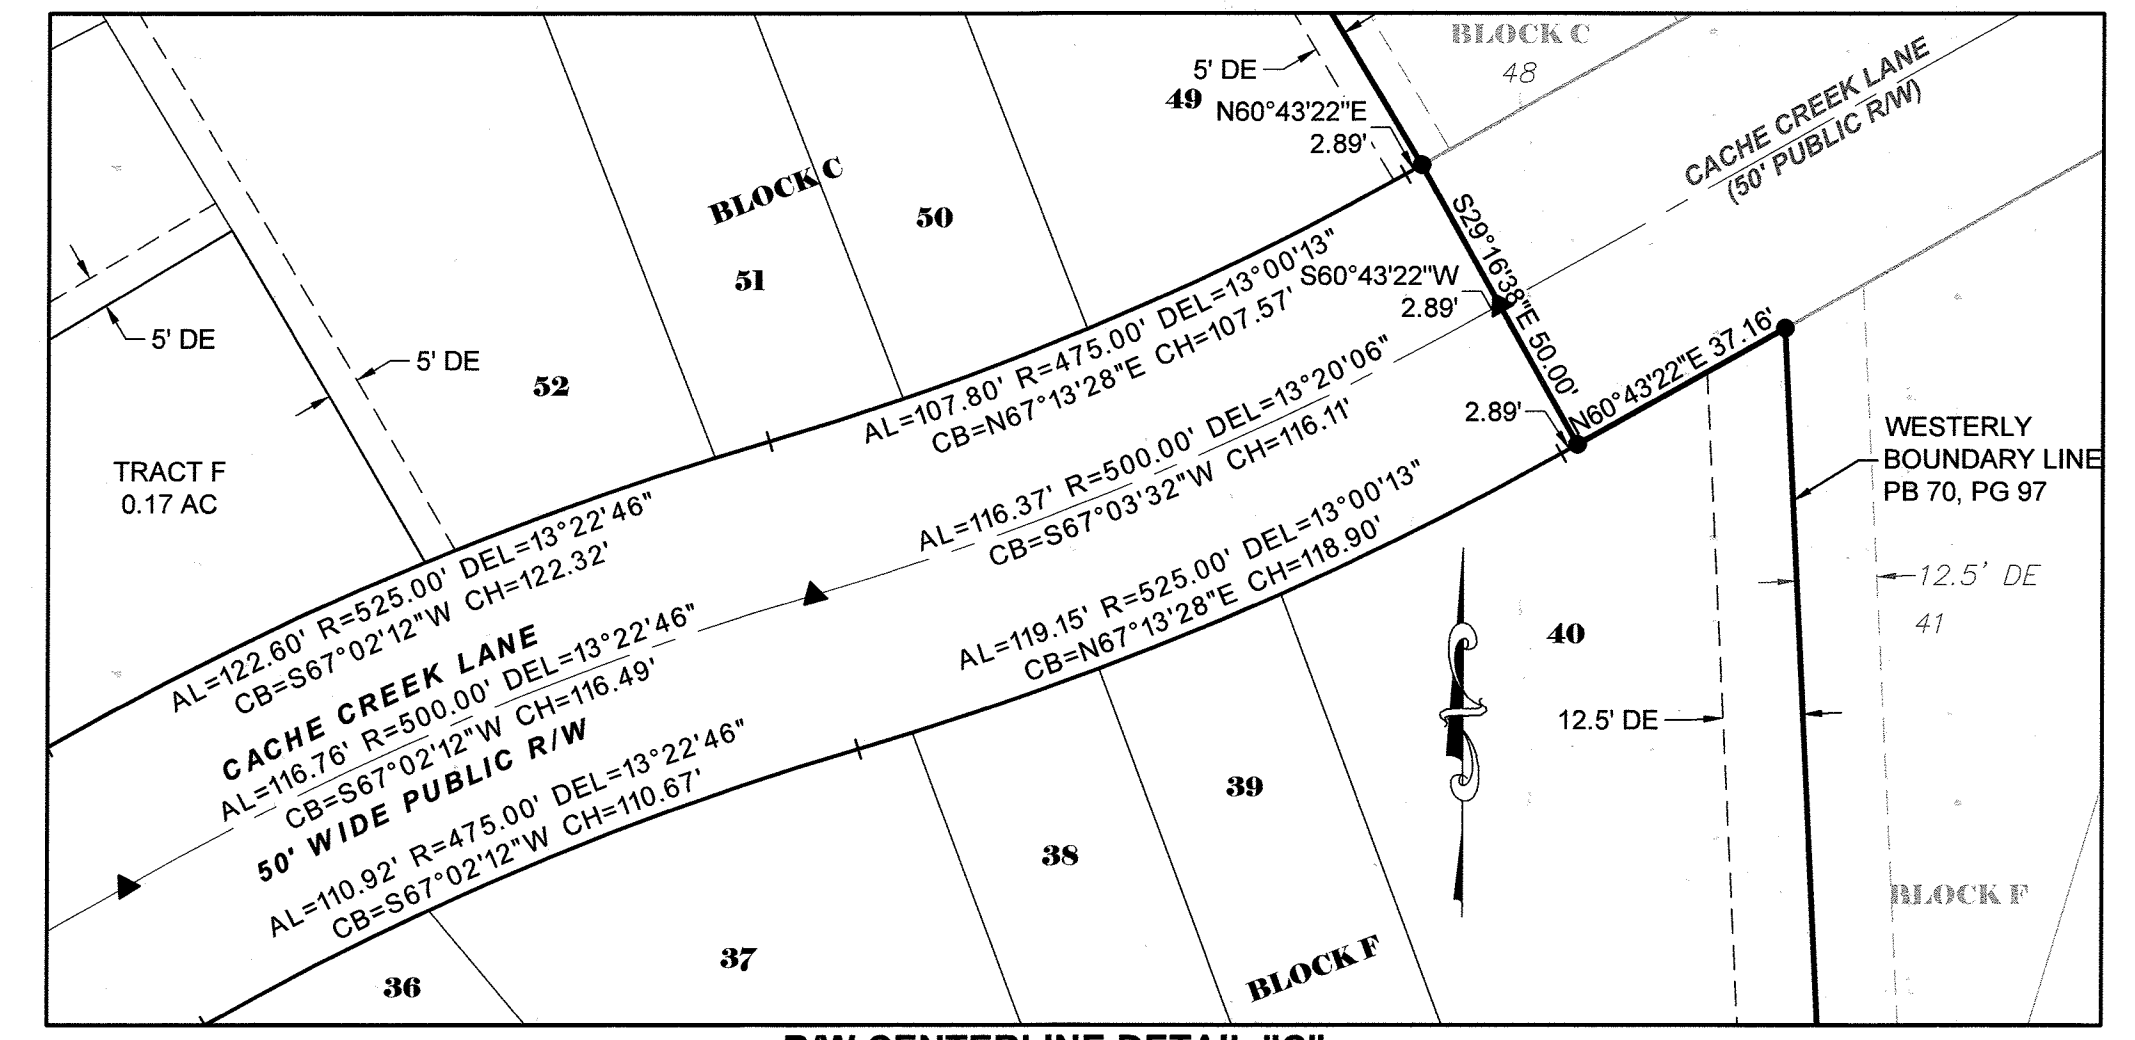 BLOCK C
48
5' DE
49
N60°43'22"E
2.89'
CACHE CREEK LANE
(50' PUBLIC R/W)
BLOCK C
50
51
S29°16'38"E 50.00'
S60°43'22"W
2.89'
5' DE
5' DE
52
AL=107.80' R=475.00' DEL=13°00'13"
CB=N67°13'28"E CH=107.57'
N60°43'22"E 37.16'
2.89'
AL=116.37' R=500.00' DEL=13°20'06"
CB=S67°03'32"W CH=116.11'
WESTERLY
BOUNDARY LINE
PB 70, PG 97
TRACT F
0.17 AC
AL=122.60' R=525.00' DEL=13°22'46"
CB=S67°02'12"W CH=122.32'
AL=119.15' R=525.00' DEL=13°00'13"
CB=N67°13'28"E CH=118.90'
12.5' DE
41
40
12.5' DE
CACHE CREEK LANE
AL=116.76' R=500.00' DEL=13°22'46"
CB=S67°02'12"W CH=116.49'
50' WIDE PUBLIC R/W
AL=110.92' R=475.00' DEL=13°22'46"
CB=S67°02'12"W CH=110.67'
39
38
37
36
BLOCK F
BLOCK F
R/W CENTERLINE DETAIL "C"